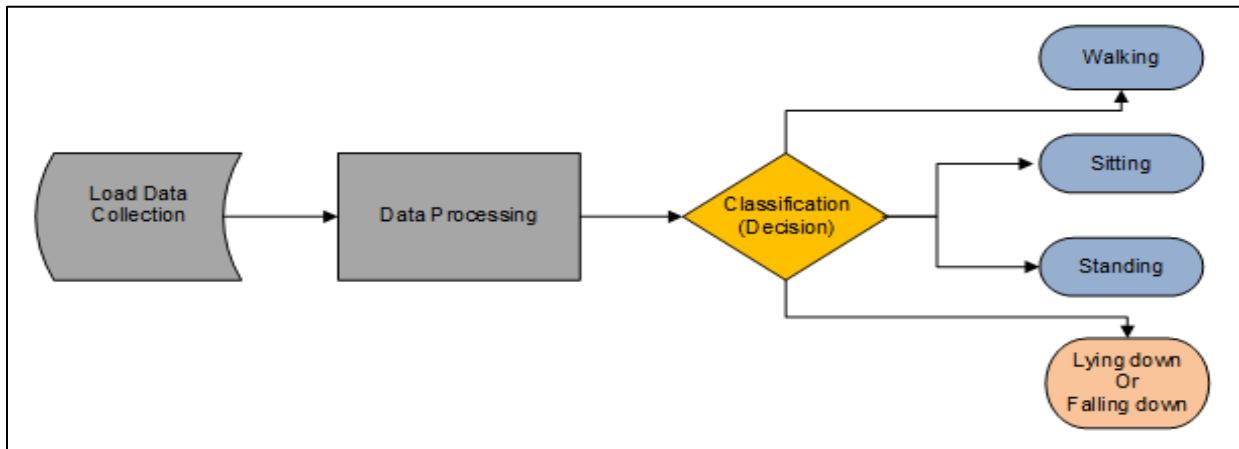 Load Data
Collection
Data Processing
Classification
(Decision)
Walking
Sitting
Standing
Lying down
Or
Falling down